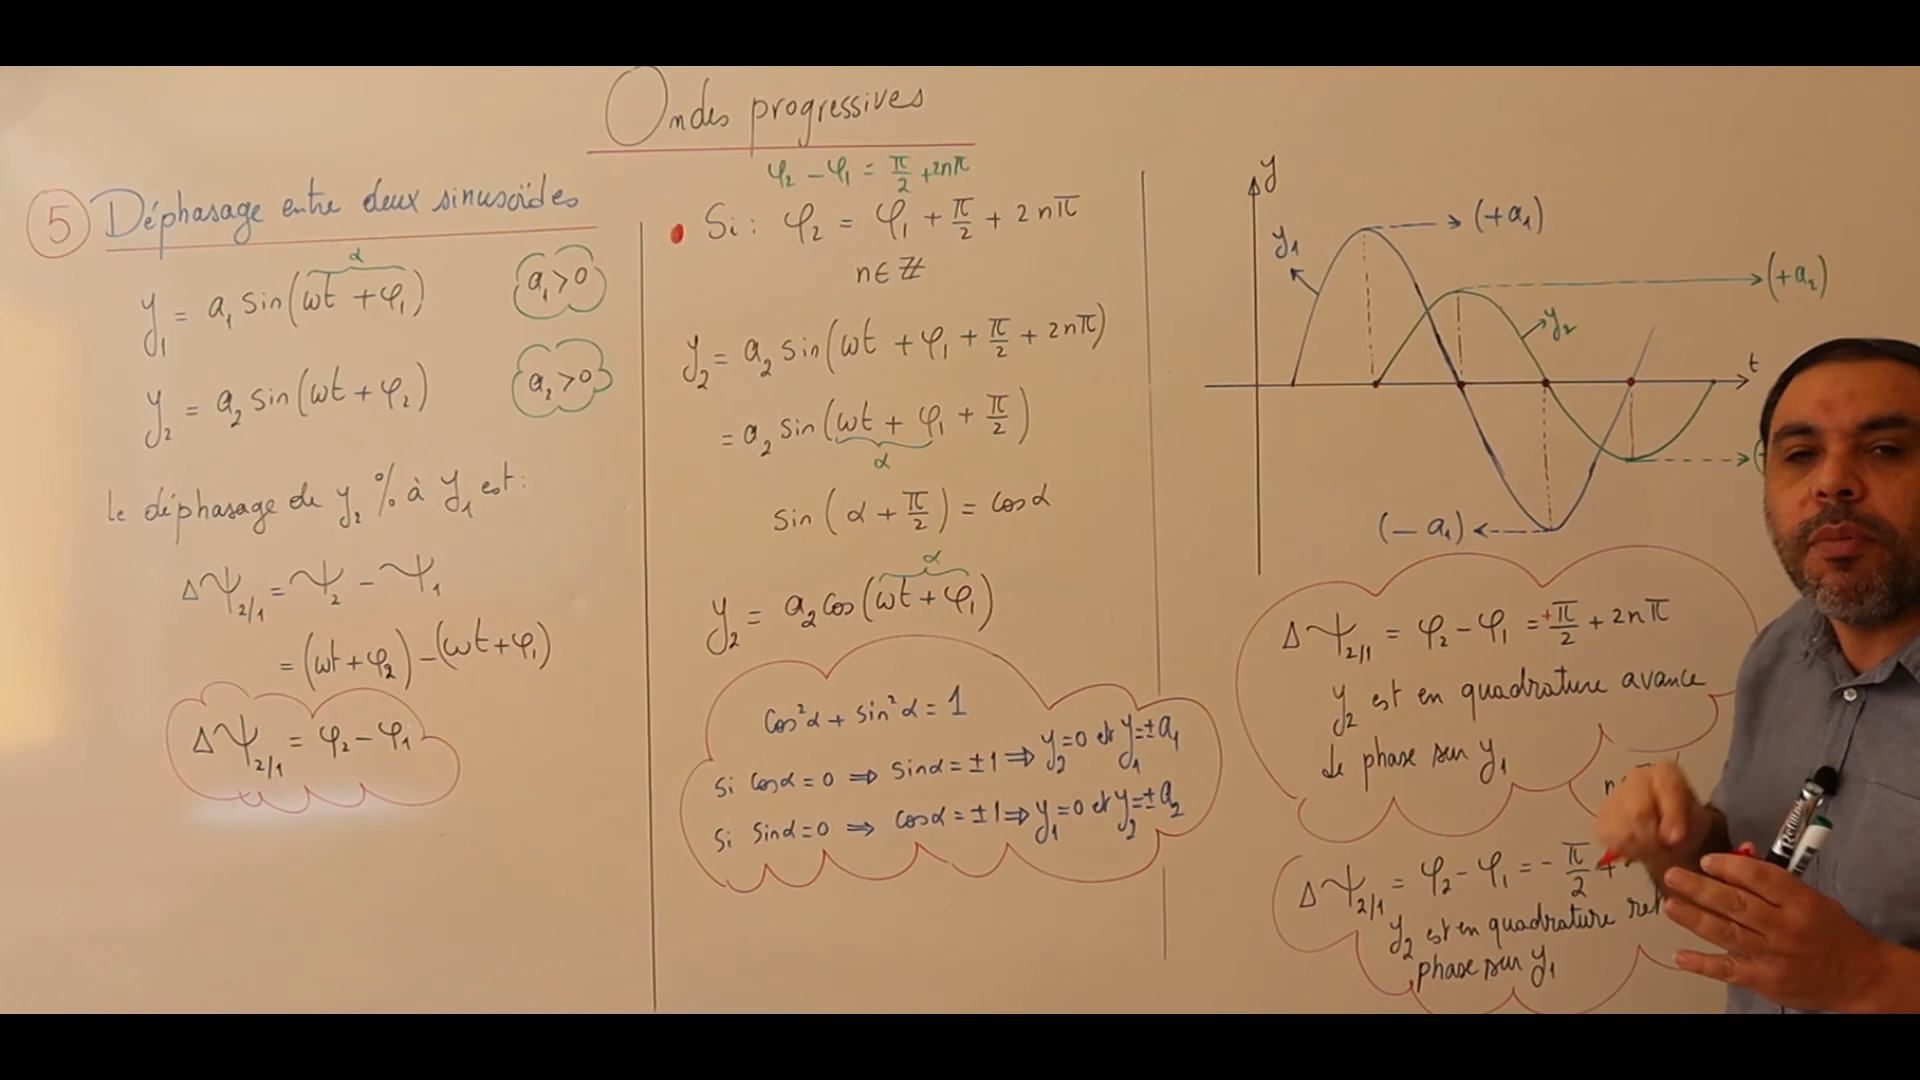 Ondes progressives
5 Déphasage entre deux sinusoïdes
α
y₁ = a₁ sin(ωt + φ₁)
a₁ > 0
y₂ = a₂ sin(ωt + φ₂)
a₂ > 0
Le déphasage de y₂ % à y₁ est :
Δψ₂/₁ = ψ₂ - ψ₁
= (ωt + φ₂) - (ωt + φ₁)
Δψ₂/₁ = φ₂ - φ₁
φ₂ - φ₁ = π/2 + 2nπ
• Si : φ₂ = φ₁ + π/2 + 2nπ
n ∈ ℤ
y₂ = a₂ sin(ωt + φ₁ + π/2 + 2nπ)
= a₂ sin(ωt + φ₁ + π/2)
α
sin(α + π/2) = cos α
α
y₂ = a₂ cos(ωt + φ₁)
cos²α + sin²α = 1
Si cosα = 0 ⇒ sinα = ±1 ⇒ y₂ = 0 et y₁ = ±a₁
Si sinα = 0 ⇒ cosα = ±1 ⇒ y₁ = 0 et y₂ = ±a₂
y
(+a₁)
y₁
(+a₂)
y₂
t
(-a₁)
Δψ₂/₁ = φ₂ - φ₁ = +π/2 + 2nπ
y₂ est en quadrature avance
de phase sur y₁
Δψ₂/₁ = φ₂ - φ₁ = - π/2 +
y₂ est en quadrature
phase sur y₁